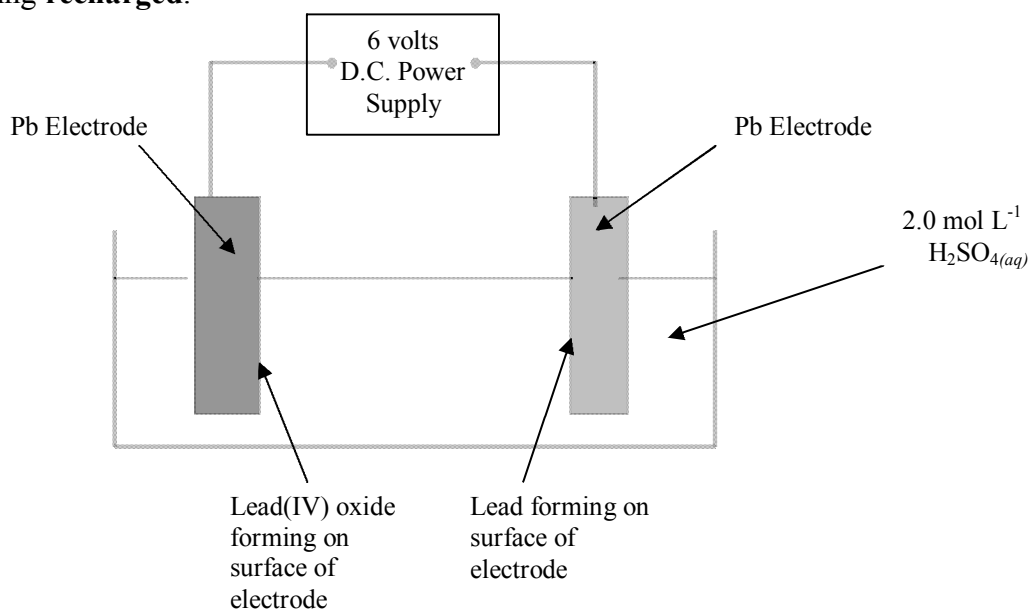 ing recharged.
6 volts
D.C. Power
Supply
Pb Electrode
Pb Electrode
2.0 mol L⁻¹
H₂SO₄(aq)
Lead(IV) oxide
forming on
surface of
electrode
Lead forming on
surface of
electrode